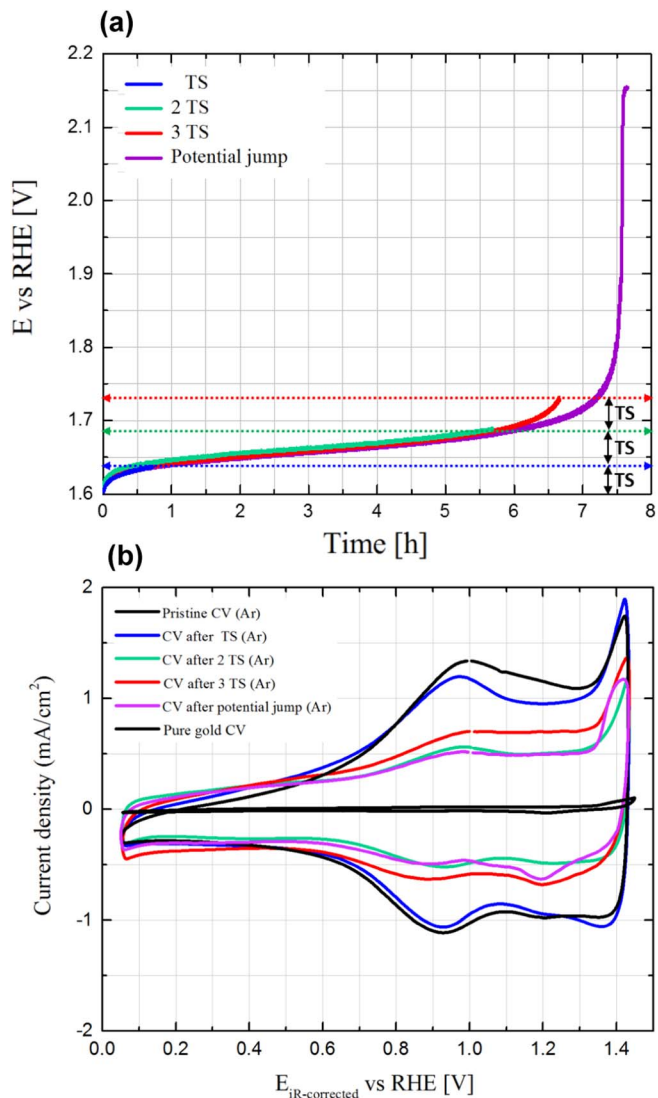 (a)
2.2
2.1
2.0
1.9
1.8
1.7
1.6
E vs RHE [V]
TS
2 TS
3 TS
Potential jump
TS
TS
TS
0 1 2 3 4 5 6 7 8
Time [h]
(b)
2
1
0
-1
-2
Current density (mA/cm²)
Pristine CV (Ar)
CV after TS (Ar)
CV after 2 TS (Ar)
CV after 3 TS (Ar)
CV after potential jump (Ar)
Pure gold CV
0.0 0.2 0.4 0.6 0.8 1.0 1.2 1.4
E_iR-corrected vs RHE [V]